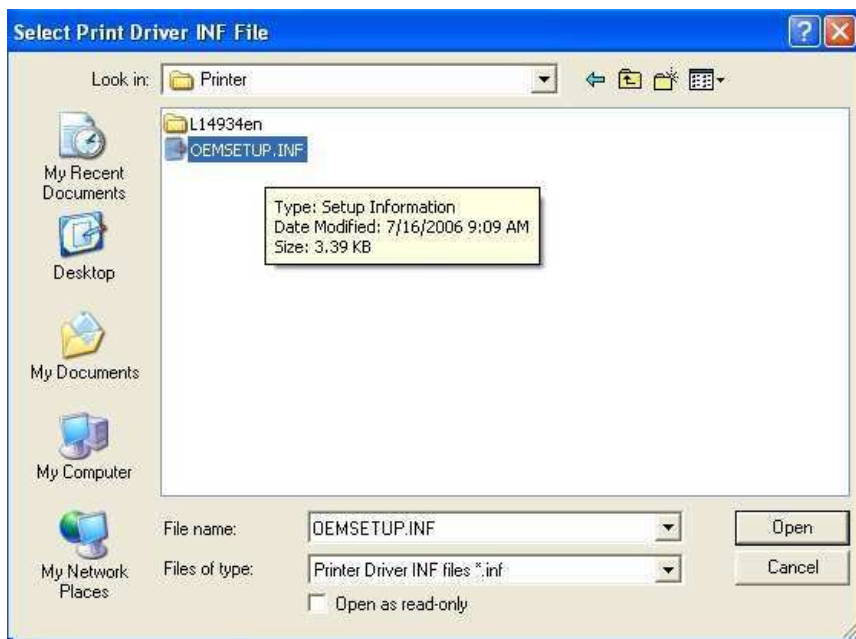 Select Print Driver INF File
Look in: Printer
L14934en
OEMSETUP.INF
Type: Setup Information
Date Modified: 7/16/2006 9:09 AM
Size: 3.39 KB
My Recent
Documents
Desktop
My Documents
My Computer
My Network
Places
File name: OEMSETUP.INF Open
Files of type: Printer Driver INF files *.inf Cancel
Open as read-only